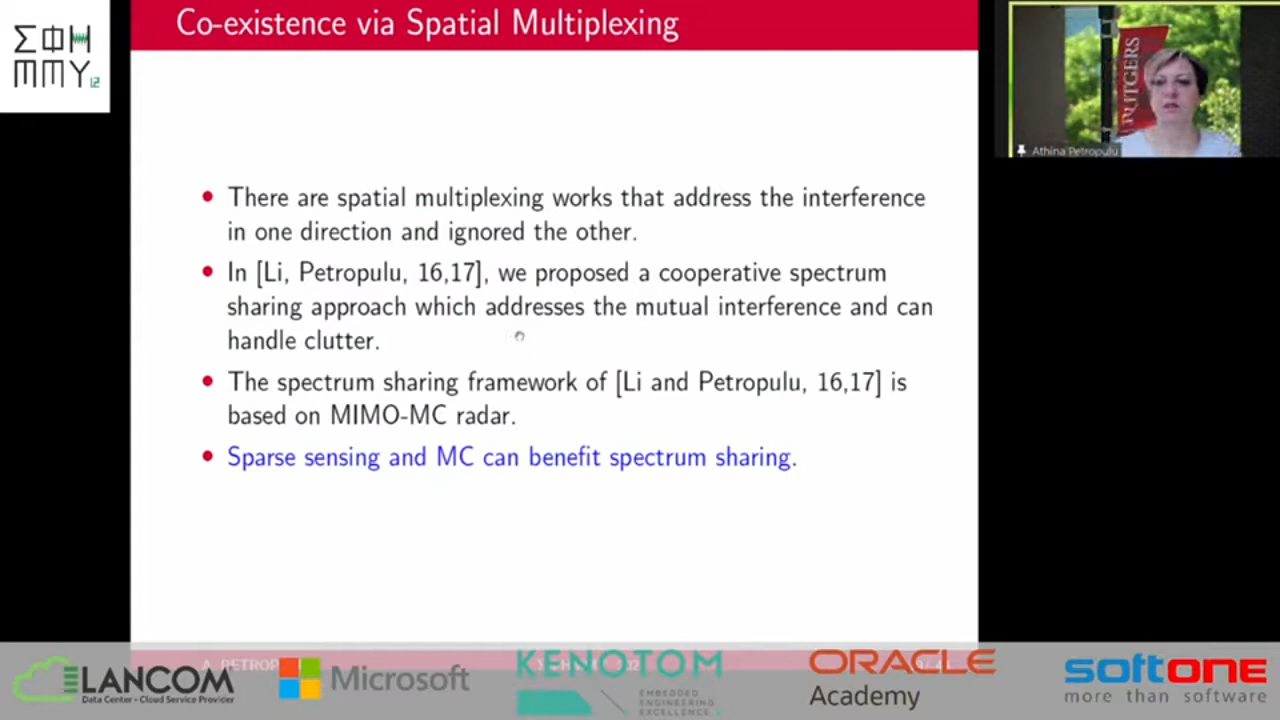 Co-existence via Spatial Multiplexing
ΣΦΗ
ΜΜΥ 12
RUTGERS
Athina Petropulu
There are spatial multiplexing works that address the interference
in one direction and ignored the other.
In [Li, Petropulu, 16,17], we proposed a cooperative spectrum
sharing approach which addresses the mutual interference and can
handle clutter.
The spectrum sharing framework of [Li and Petropulu, 16,17] is
based on MIMO-MC radar.
Sparse sensing and MC can benefit spectrum sharing.
LANCOM
Data Center • Cloud Service Provider
Microsoft
KENOTOM
EMBEDDED
ENGINEERING
EXCELLENCE
ORACLE
Academy
softone
more than software